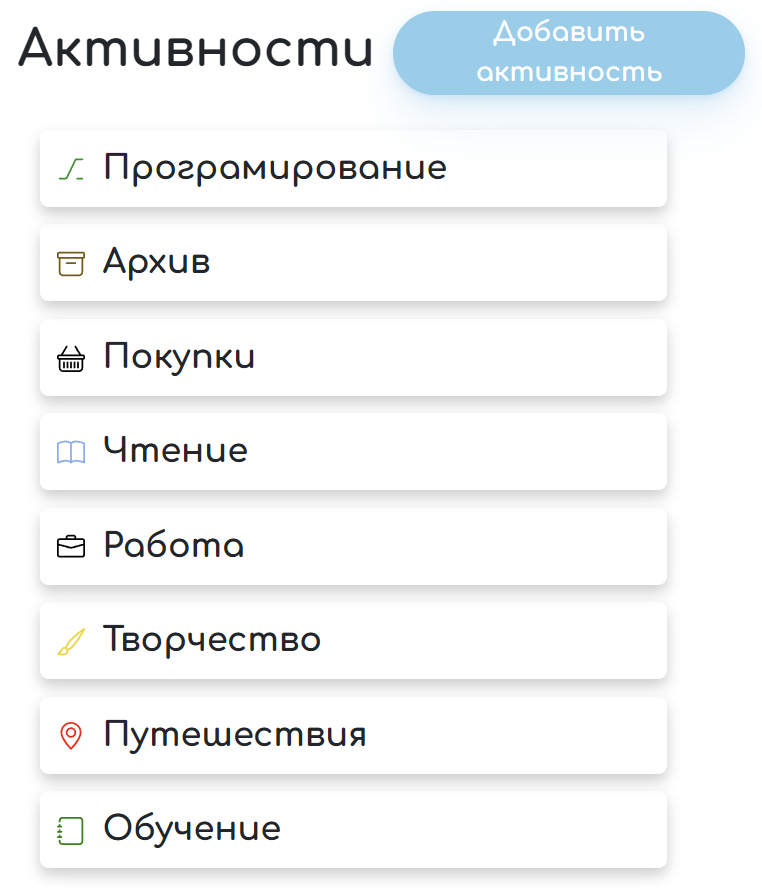 Активности
Добавить
активность
Програмирование
Архив
Покупки
Чтение
Работа
Творчество
Путешествия
Обучение